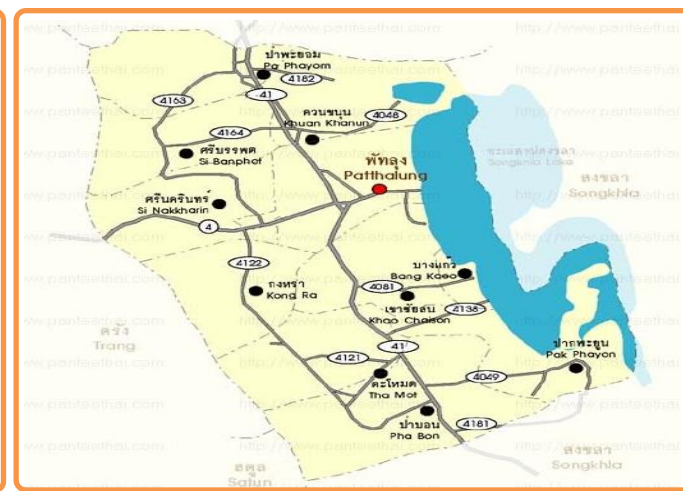 ป่าพะยอม
Pa Phayom
4182
41
4163
ควนขนุน
Khuan Khanun
4048
4164
ศรีบรรพต
Si Banphot
พัทลุง
Patthalung
ทะเลสาปสงขลา
Songkhla Lake
สงขลา
Songkhla
ศรีนครินทร์
Si Nakkharin
4
4122
บางแก้ว
Bang Kaeo
กงหรา
Kong Ra
4081
เขาชัยสน
Khao Chaison
4138
ตรัง
Trang
41
ปากพะยูน
Pak Phayon
4121
ตะโหมด
Tha Mot
4049
ป่าบอน
Pha Bon
4181
สงขลา
Songkhla
สตูล
Satun